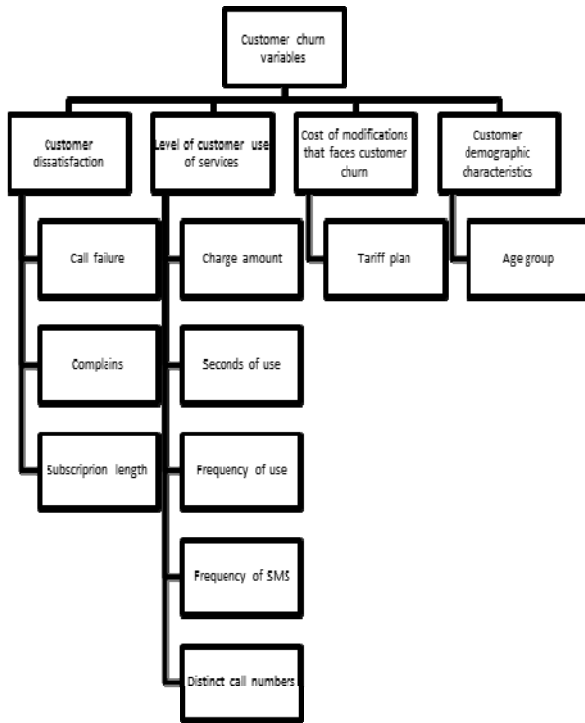 Customer churn
variables
Customer
dissatisfaction
Level of customer use
of services
Cost of modifications
that faces customer
churn
Customer
demographic
characteristics
Call failure
Charge amount
Tariff plan
Age group
Complains
Seconds of use
Subscriprion length
Frequency of use
Frequency of SMS
Distinct call numbers